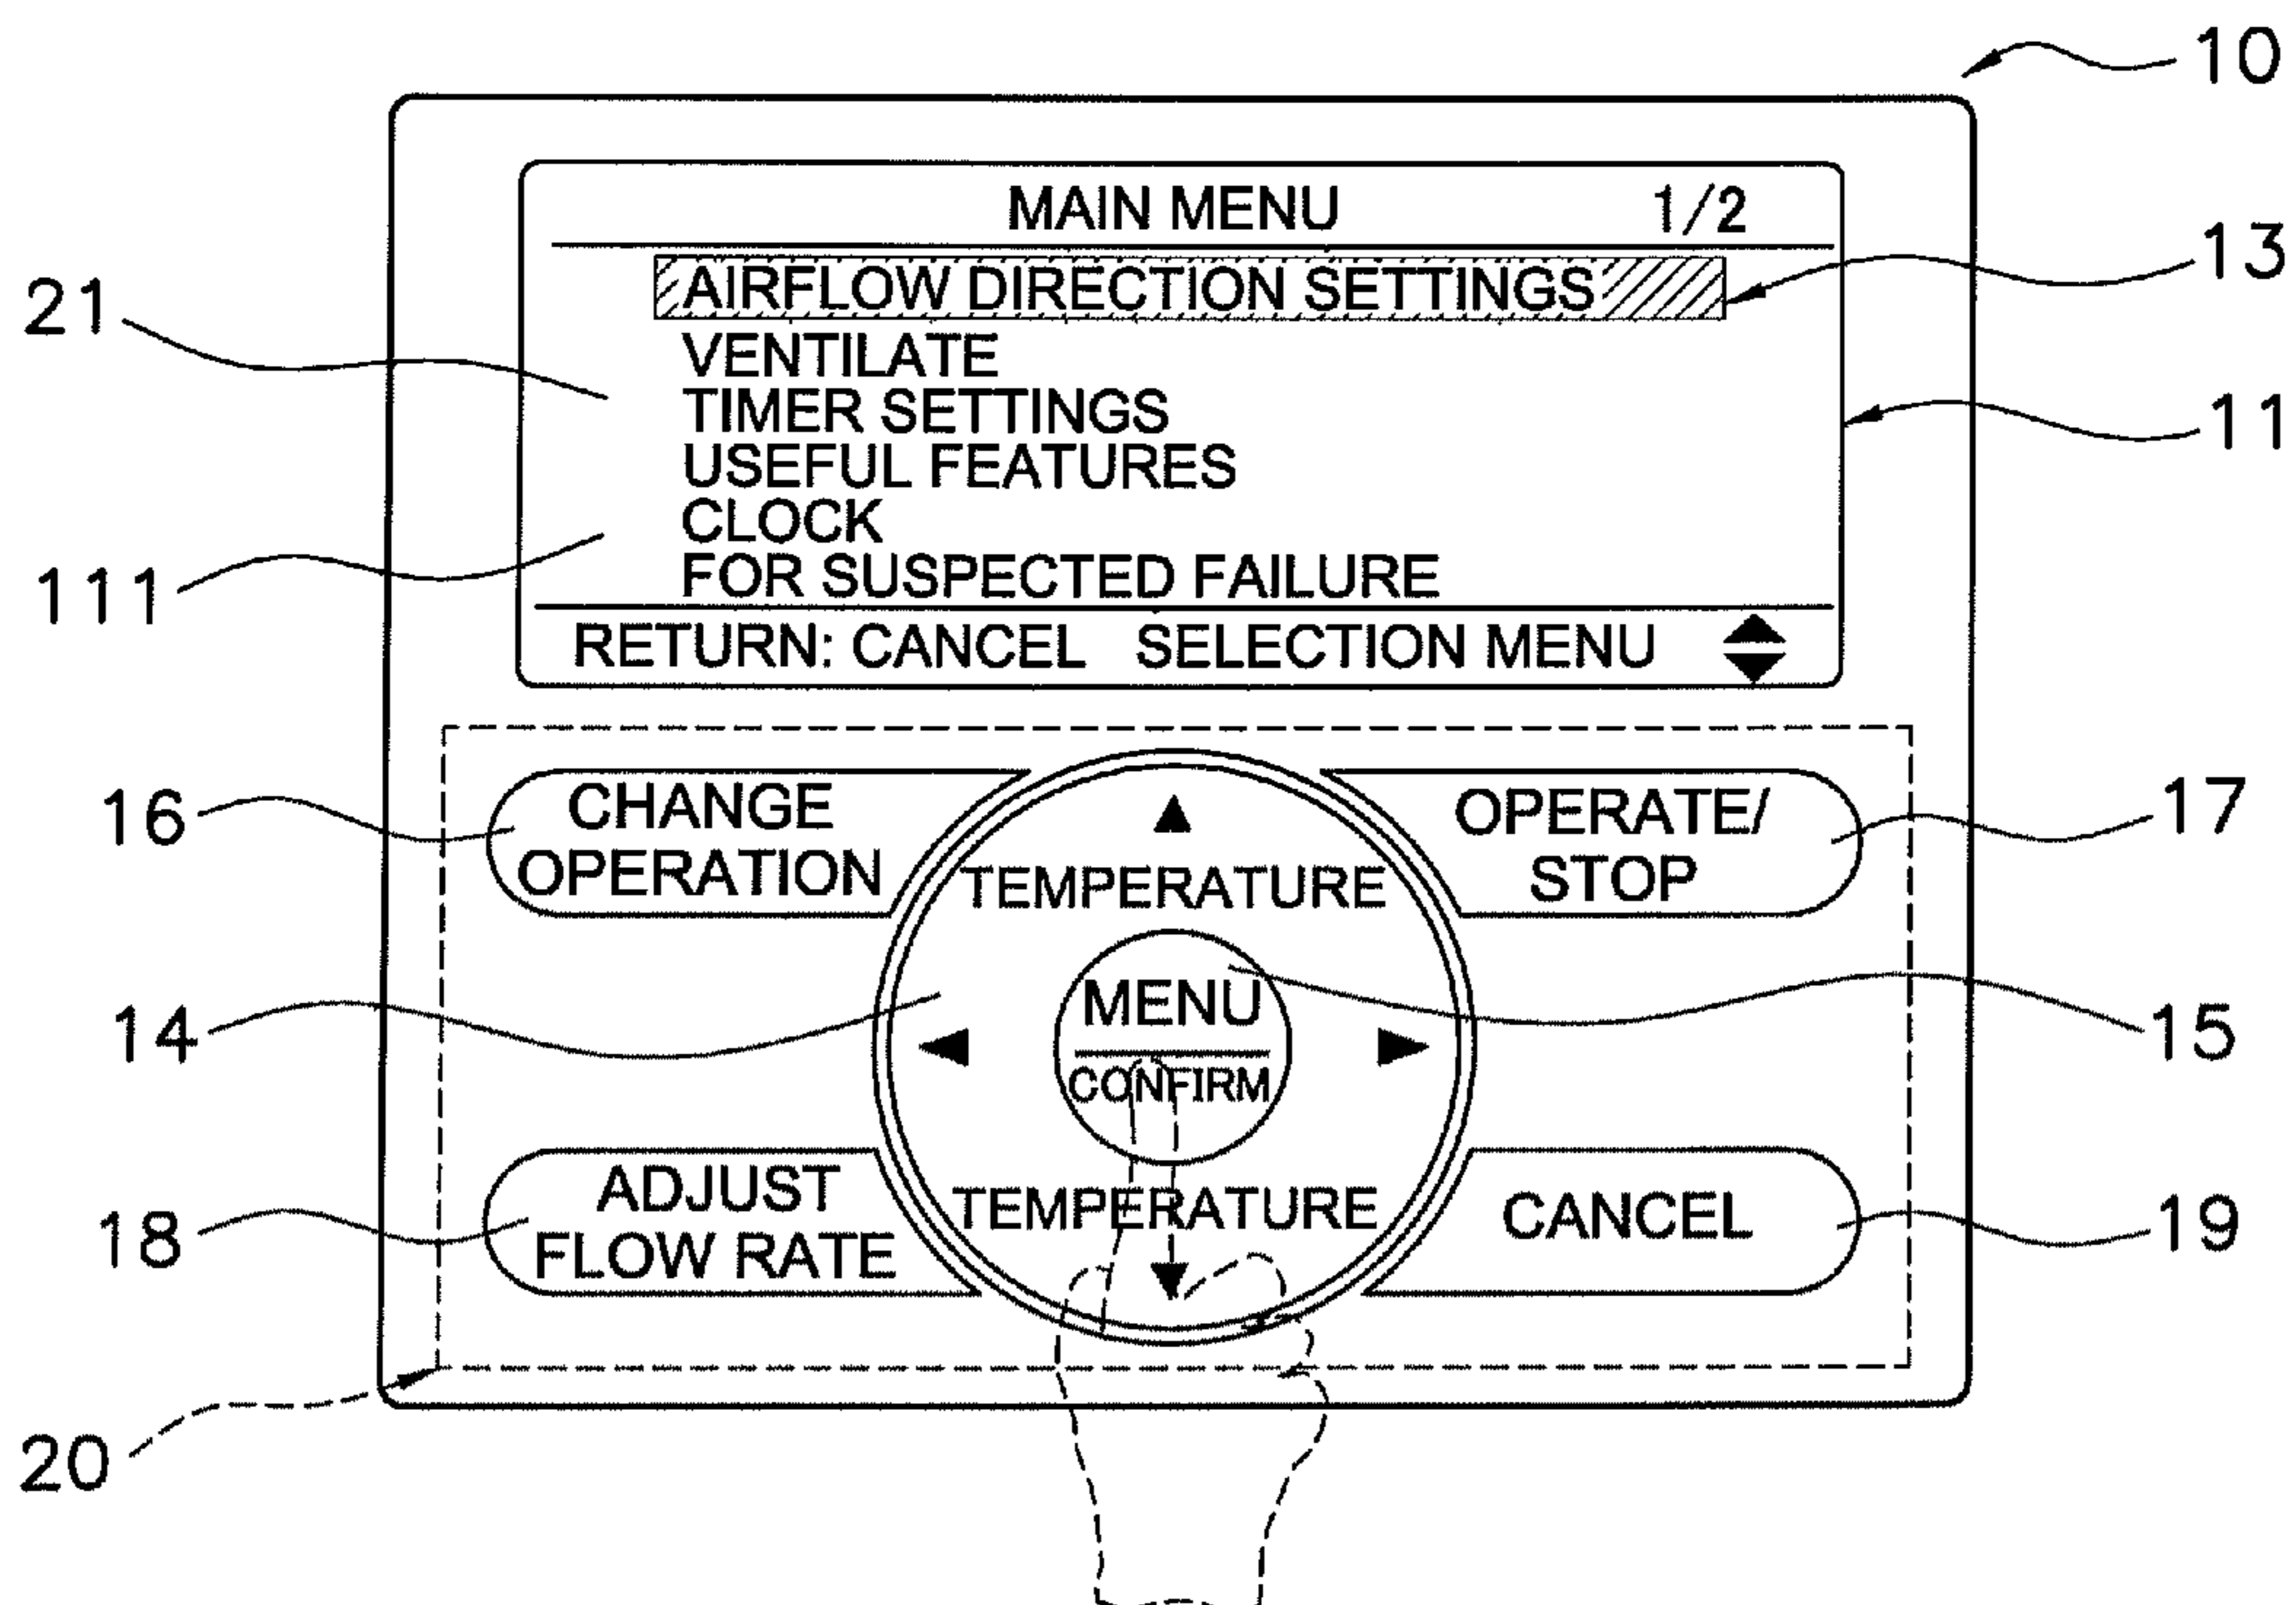 10
MAIN MENU 1/2
13
AIRFLOW DIRECTION SETTINGS
21
VENTILATE
TIMER SETTINGS
11
USEFUL FEATURES
CLOCK
111
FOR SUSPECTED FAILURE
RETURN: CANCEL SELECTION MENU
16
CHANGE
OPERATION
OPERATE/
STOP
17
TEMPERATURE
14
MENU
CONFIRM
15
18
ADJUST
FLOW RATE
TEMPERATURE
CANCEL
19
20